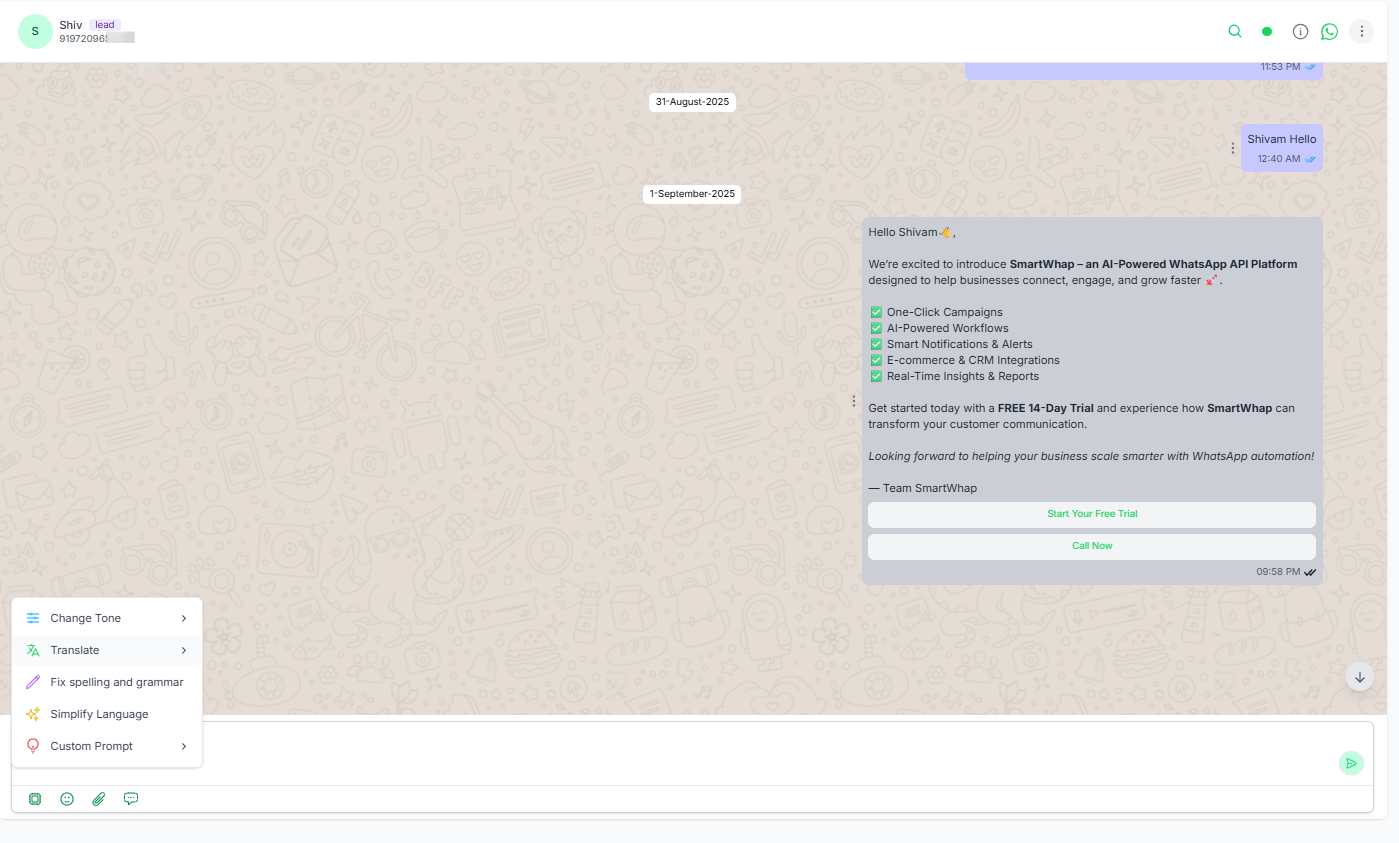 S
Shiv lead
919720965
11:53 PM
31-August-2025
Shivam Hello
12:40 AM
1-September-2025
Hello Shivam👋,
We're excited to introduce SmartWhap – an AI-Powered WhatsApp API Platform
designed to help businesses connect, engage, and grow faster 🚀.
✅ One-Click Campaigns
✅ AI-Powered Workflows
✅ Smart Notifications & Alerts
✅ E-commerce & CRM Integrations
✅ Real-Time Insights & Reports
Get started today with a FREE 14-Day Trial and experience how SmartWhap can
transform your customer communication.
Looking forward to helping your business scale smarter with WhatsApp automation!
— Team SmartWhap
Start Your Free Trial
Call Now
09:58 PM
Change Tone
Translate
Fix spelling and grammar
Simplify Language
Custom Prompt